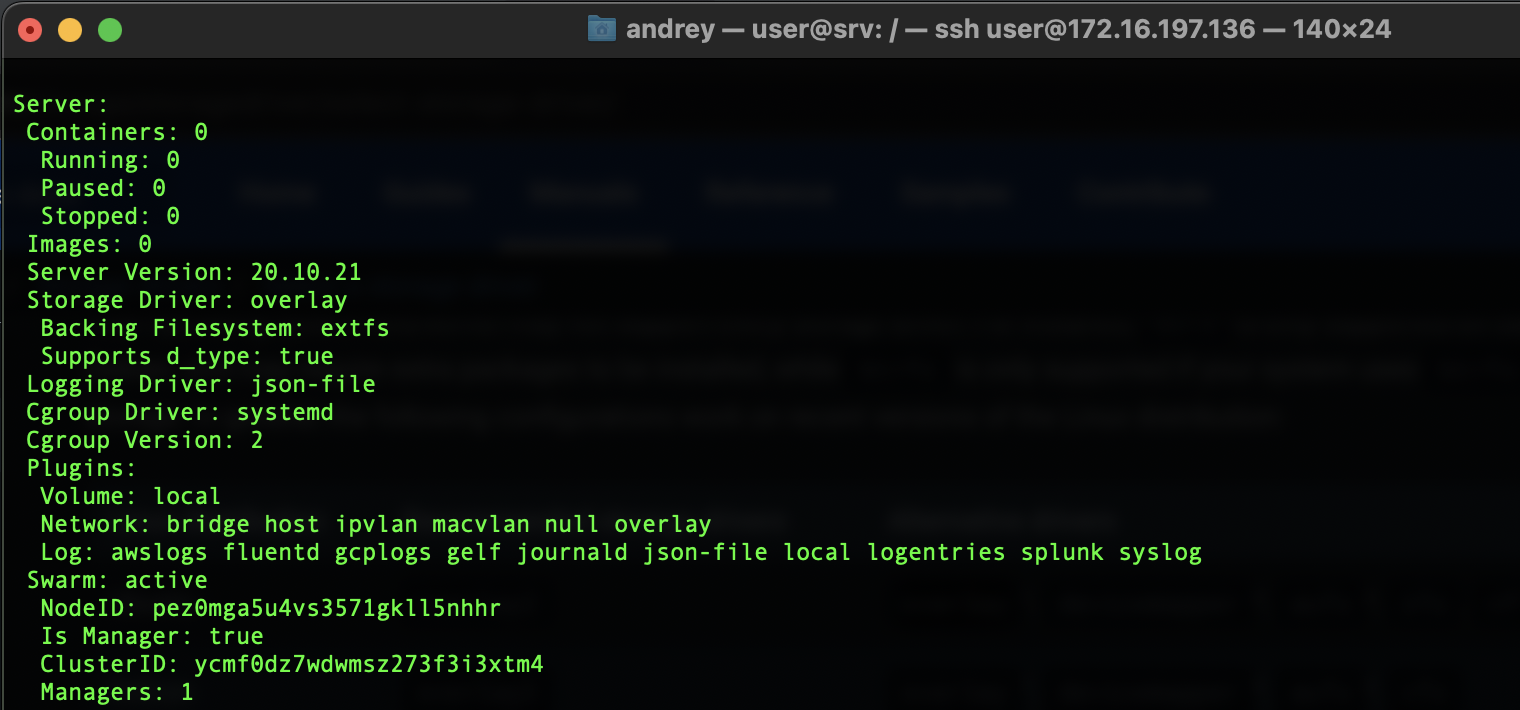 andrey — user@srv: / — ssh user@172.16.197.136 — 140×24
Server:
 Containers: 0
  Running: 0
  Paused: 0
  Stopped: 0
 Images: 0
 Server Version: 20.10.21
 Storage Driver: overlay
  Backing Filesystem: extfs
  Supports d_type: true
 Logging Driver: json-file
 Cgroup Driver: systemd
 Cgroup Version: 2
 Plugins:
  Volume: local
  Network: bridge host ipvlan macvlan null overlay
  Log: awslogs fluentd gcplogs gelf journald json-file local logentries splunk syslog
 Swarm: active
  NodeID: pez0mga5u4vs3571gkll5nhhr
  Is Manager: true
  ClusterID: ycmf0dz7wdwmsz273f3i3xtm4
  Managers: 1